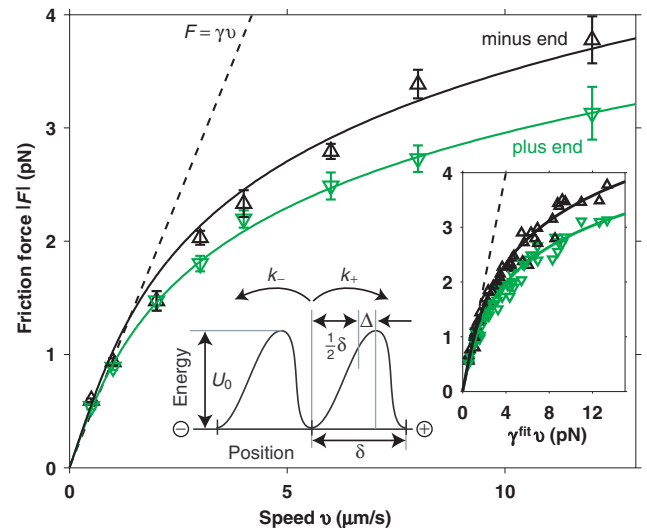 4
3
2
1
0
0
5
10
Friction force |F| (pN)
Speed υ (µm/s)
F = γυ
minus end
plus end
k₋
k₊
½δ
Δ
U₀
Energy
⊖
⊕
Position
δ
4
3
2
1
0
0
4
8
12
γᶠⁱᵗ υ (pN)